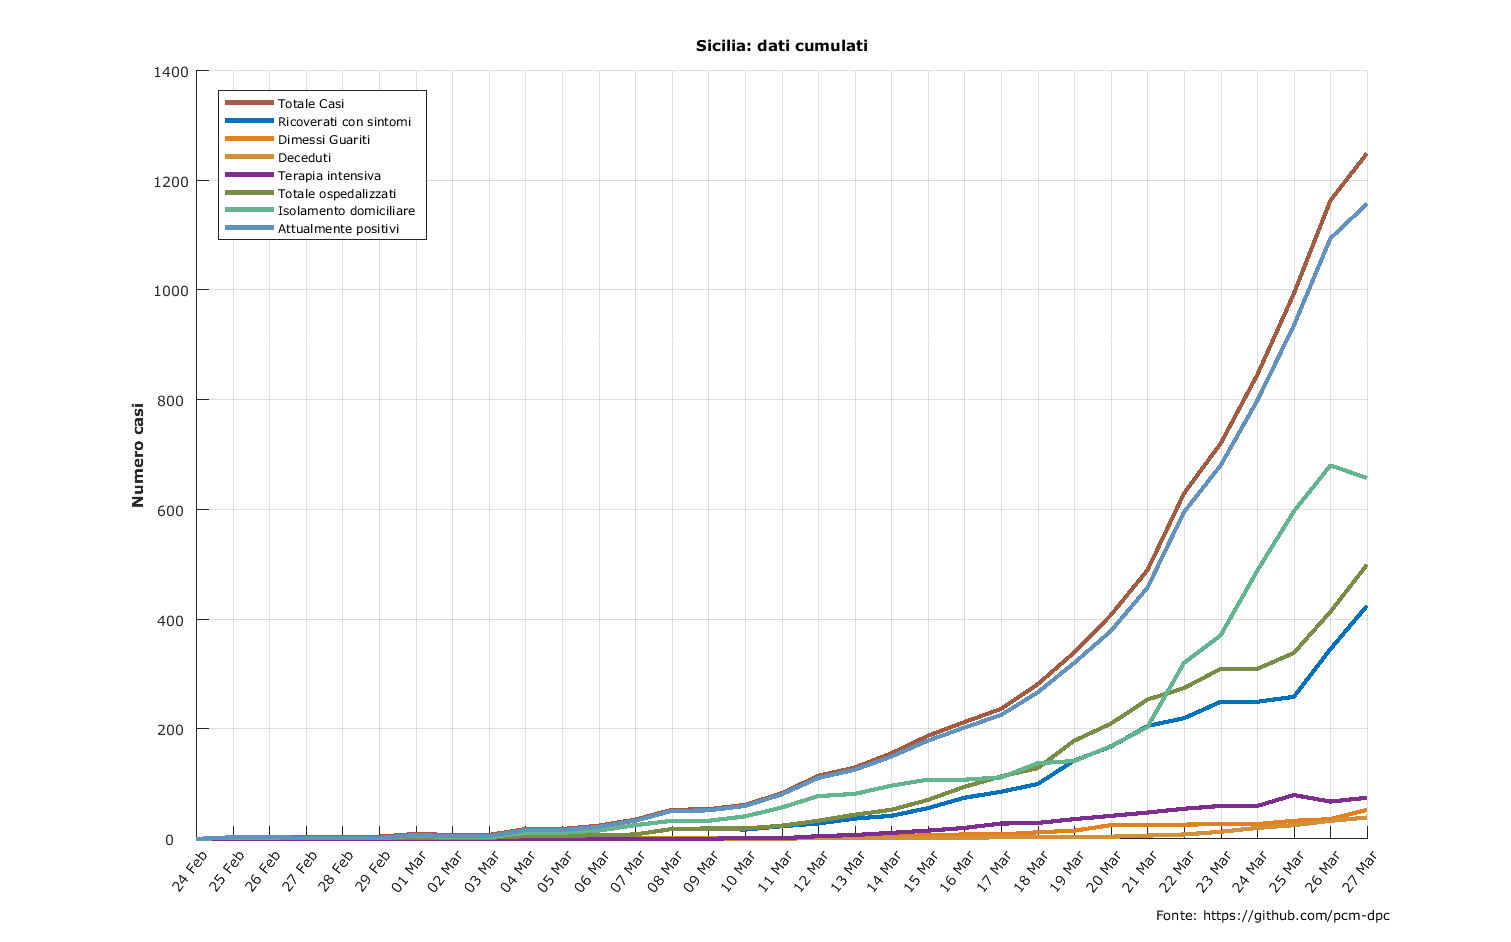 Sicilia: dati cumulati
1400
1200
1000
800
600
400
200
0
Numero casi
Totale Casi
Ricoverati con sintomi
Dimessi Guariti
Deceduti
Terapia intensiva
Totale ospedalizzati
Isolamento domiciliare
Attualmente positivi
24 Feb
25 Feb
26 Feb
27 Feb
28 Feb
29 Feb
01 Mar
02 Mar
03 Mar
04 Mar
05 Mar
06 Mar
07 Mar
08 Mar
09 Mar
10 Mar
11 Mar
12 Mar
13 Mar
14 Mar
15 Mar
16 Mar
17 Mar
18 Mar
19 Mar
20 Mar
21 Mar
22 Mar
23 Mar
24 Mar
25 Mar
26 Mar
27 Mar
Fonte: https://github.com/pcm-dpc